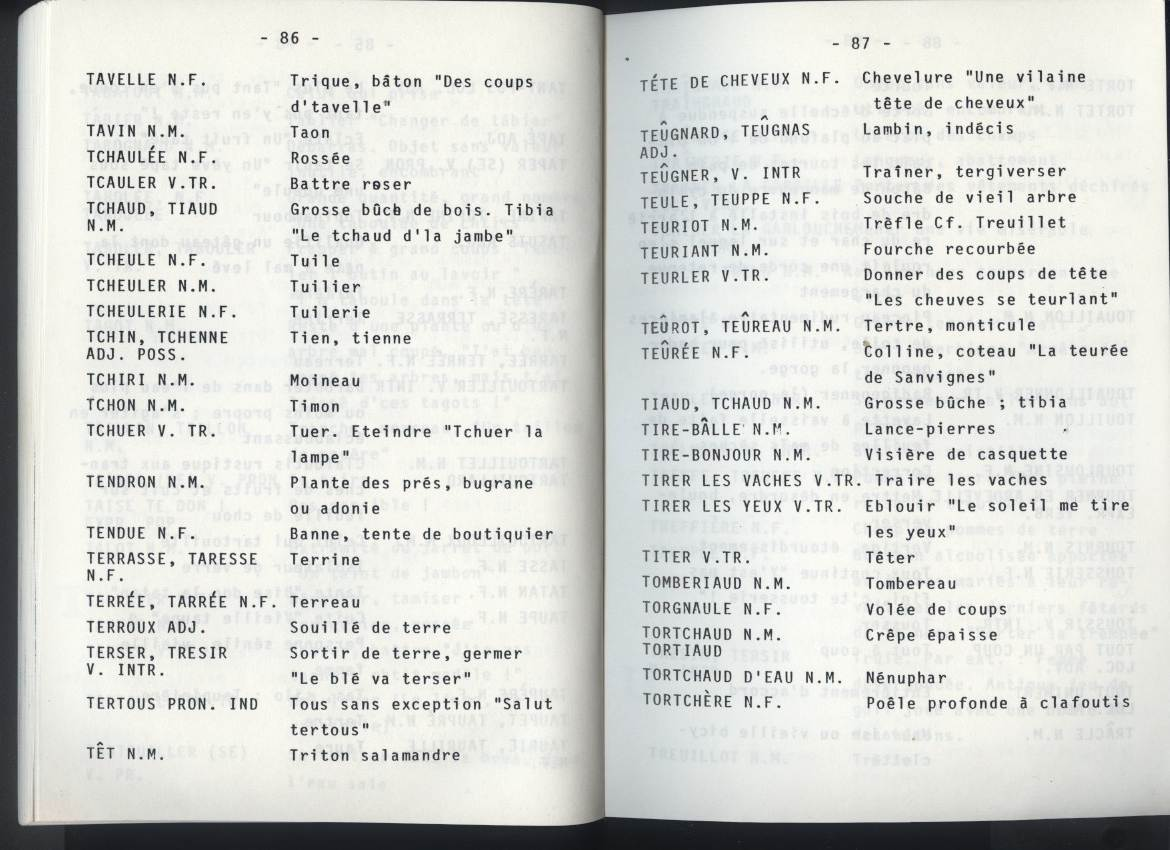 - 86 -
TAVELLE N.F. Trique, bâton "Des coups
d'tavelle"
TAVIN N.M. Taon
TCHAULÉE N.F. Rossée
TCAULER V.TR. Battre roser
TCHAUD, TIAUD Grosse bûch de bois. Tibia
N.M. "Le tchaud d'la jambe"
TCHEULE N.F. Tuile
TCHEULER N.M. Tuilier
TCHEULERIE N.F. Tuilerie
TCHIN, TCHENNE Tien, tienne
ADJ. POSS.
TCHIRI N.M. Moineau
TCHON N.M. Timon
TCHUER V. TR. Tuer. Eteindre "Tchuer la
lampe"
TENDRON N.M. Plante des prés, bugrane
ou adonie
TENDUE N.F. Banne, tente de boutiquier
TERRASSE, TARESSE Terrine
N.F.
TERRÉE, TARRÉE N.F. Terreau
TERROUX ADJ. Souillé de terre
TERSER, TRESIR Sortir de terre, germer
V. INTR. "Le blé va terser"
TERTOUS PRON. IND Tous sans exception "Salut
tertous"
TÊT N.M. Triton salamandre
- 87 -
TÉTE DE CHEVEUX N.F. Chevelure "Une vilaine
tête de cheveux"
TEÛGNARD, TEÛGNAS Lambin, indécis
ADJ.
TEÛGNER, V. INTR Traîner, tergiverser
TEULE, TEUPPE N.F. Souche de vieil arbre
TEURIOT N.M. Trèfle Cf. Treuillet
TEURIANT N.M. Fourche recourbée
TEURLER V.TR. Donner des coups de tête
"Les cheuves se teurlant"
TEÛROT, TEÛREAU N.M. Tertre, monticule
TEÛRÉE N.F. Colline, coteau "La teurée
de Sanvignes"
TIAUD, TCHAUD N.M. Grosse bûche ; tibia
TIRE-BÂLLE N.M. Lance-pierres
TIRE-BONJOUR N.M. Visière de casquette
TIRER LES VACHES V.TR. Traire les vaches
TIRER LES YEUX V.TR. Eblouir "Le soleil me tire
les yeux"
TITER V.TR. Têter
TOMBERIAUD N.M. Tombereau
TORGNAULE N.F. Volée de coups
TORTCHAUD N.M. Crêpe épaisse
TORTIAUD
TORTCHAUD D'EAU N.M. Nénuphar
TORTCHÈRE N.F. Poêle profonde à clafoutis